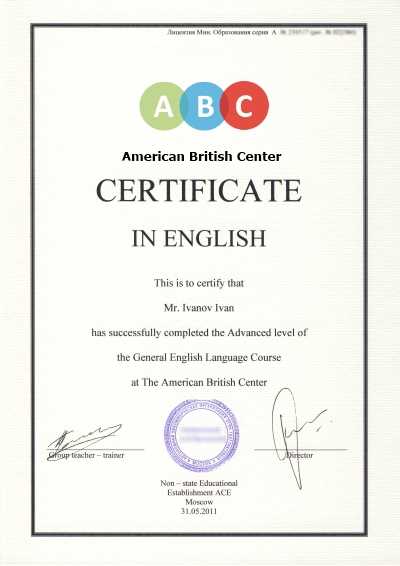 Лицензия Мин. Образования серия А №
A B C
American British Center
CERTIFICATE
IN ENGLISH
This is to certify that
Mr. Ivanov Ivan
has successfully completed the Advanced level of
the General English Language Course
at The American British Center
Group teacher – trainer
Director
Non – state Educational
Establishment ACE
Moscow
31.05.2011